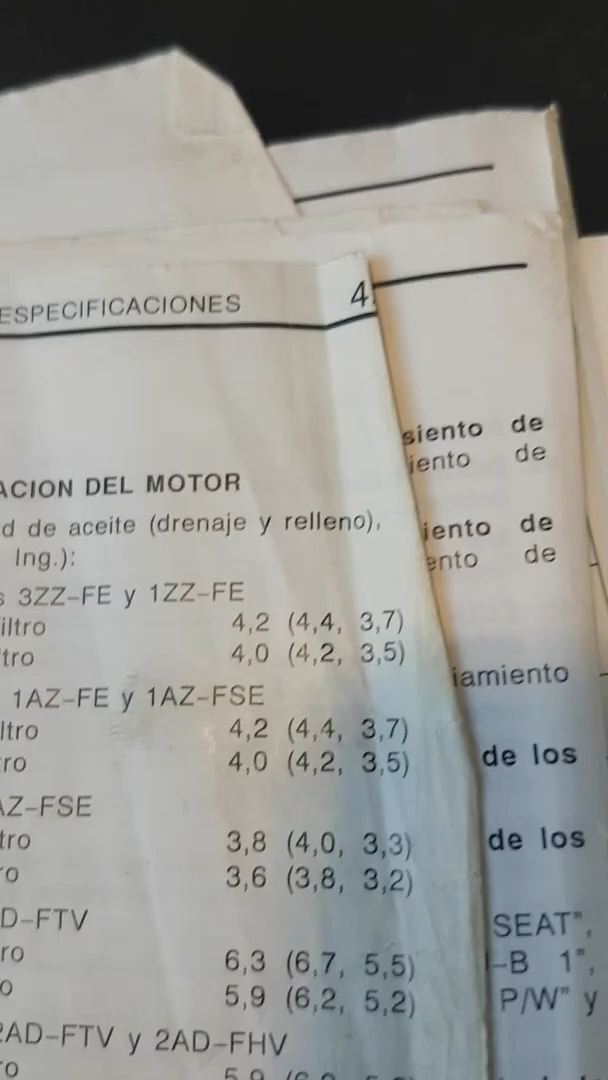 ESPECIFICACIONES 4
ACION DEL MOTOR
d de aceite (drenaje y relleno),
Ing.):
s 3ZZ-FE y 1ZZ-FE
iltro 4,2 (4,4, 3,7)
tro 4,0 (4,2, 3,5)
1AZ-FE y 1AZ-FSE
ltro 4,2 (4,4, 3,7)
ro 4,0 (4,2, 3,5)
AZ-FSE
tro 3,8 (4,0, 3,3)
o 3,6 (3,8, 3,2)
D-FTV
ro 6,3 (6,7, 5,5)
o 5,9 (6,2, 5,2)
2AD-FTV y 2AD-FHV
ro 5,9
siento de
iento de
iento de
ento de
iamiento
de los
de los
SEAT",
-B 1",
P/W" y